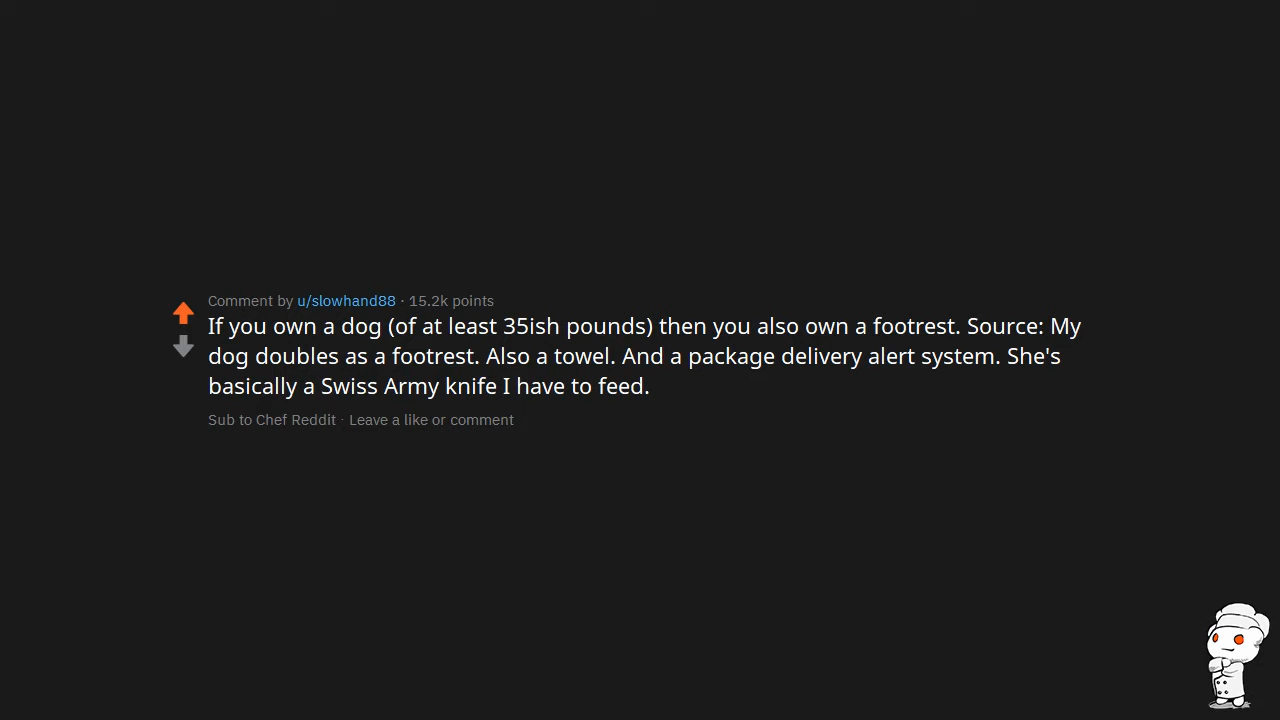 Comment by u/slowhand88 · 15.2k points
If you own a dog (of at least 35ish pounds) then you also own a footrest. Source: My
dog doubles as a footrest. Also a towel. And a package delivery alert system. She's
basically a Swiss Army knife I have to feed.
Sub to Chef Reddit · Leave a like or comment